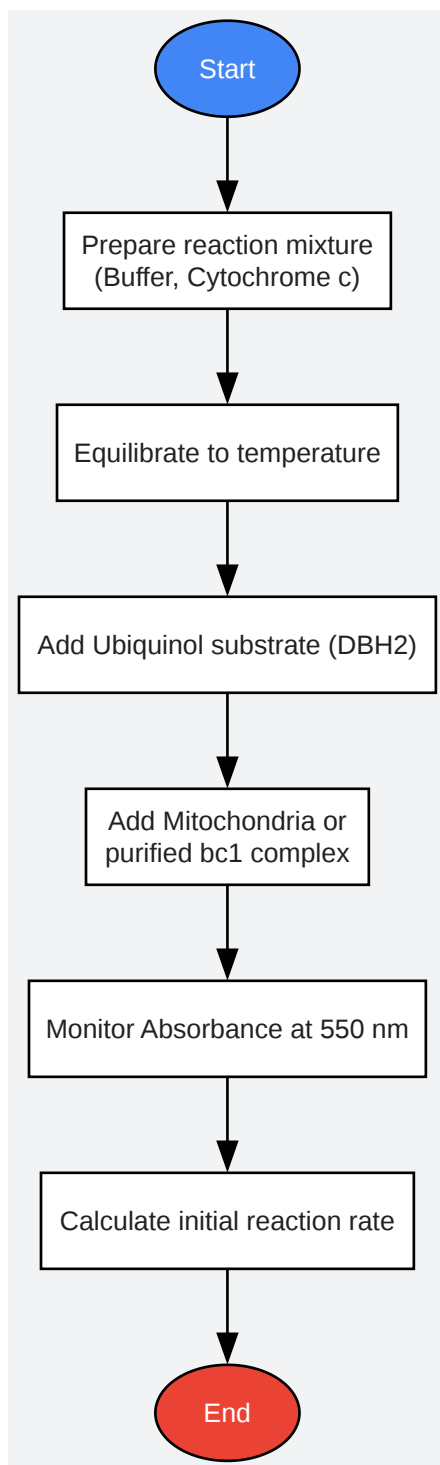 Start
Prepare reaction mixture
(Buffer, Cytochrome c)
Equilibrate to temperature
Add Ubiquinol substrate (DBH2)
Add Mitochondria or
purified bc1 complex
Monitor Absorbance at 550 nm
Calculate initial reaction rate
End